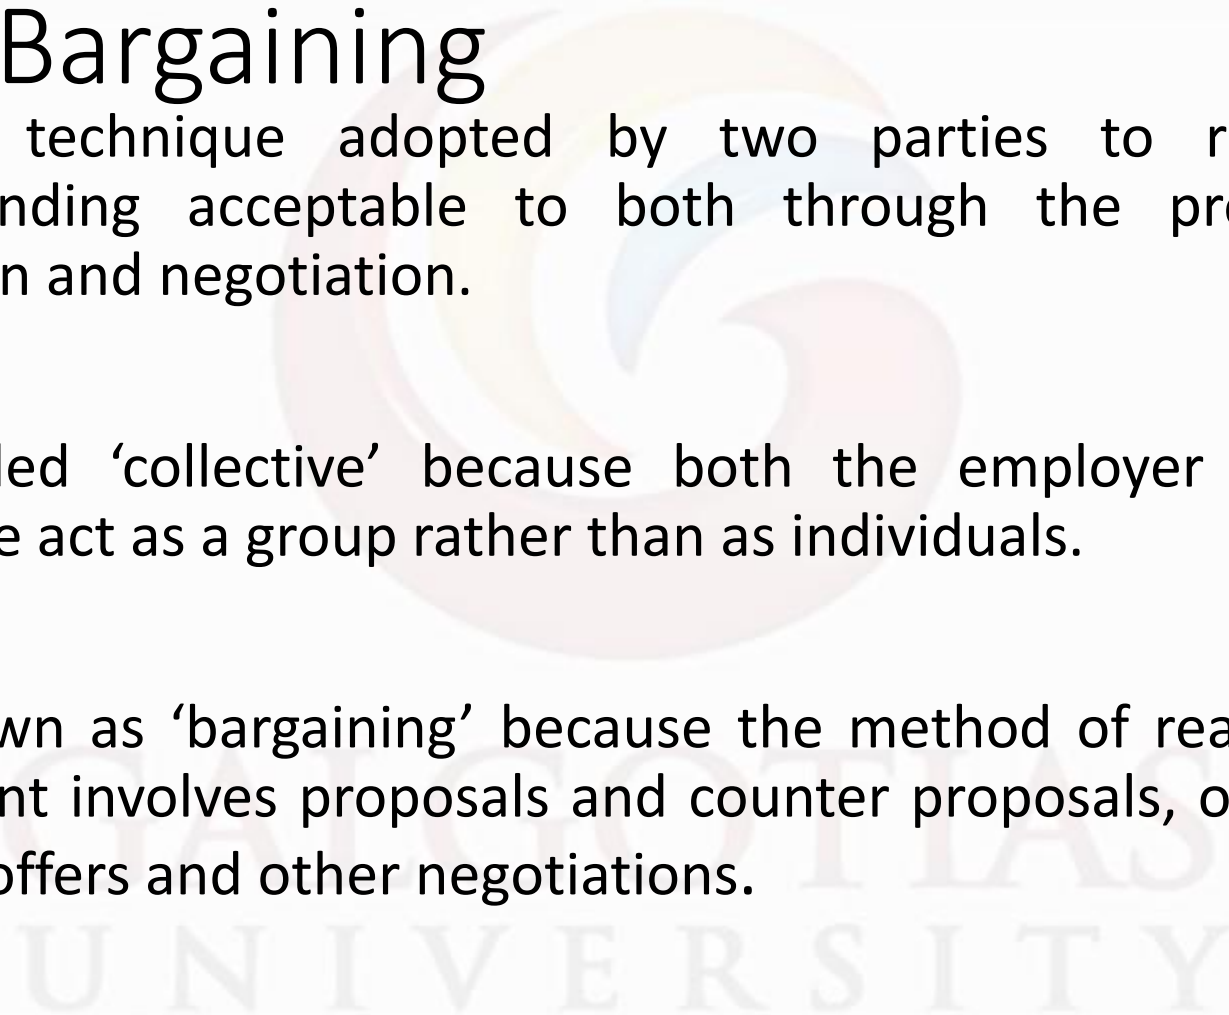 Bargaining
technique adopted by two parties to r
nding acceptable to both through the pr
n and negotiation.
led ‘collective’ because both the employer
e act as a group rather than as individuals.
wn as ‘bargaining’ because the method of rea
nt involves proposals and counter proposals, o
offers and other negotiations.
GALGOTIAS
UNIVERSITY